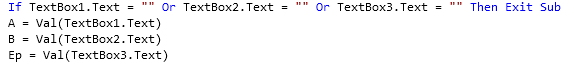 If TextBox1.Text = "" Or TextBox2.Text = "" Or TextBox3.Text = "" Then Exit Sub
A = Val(TextBox1.Text)
B = Val(TextBox2.Text)
Ep = Val(TextBox3.Text)